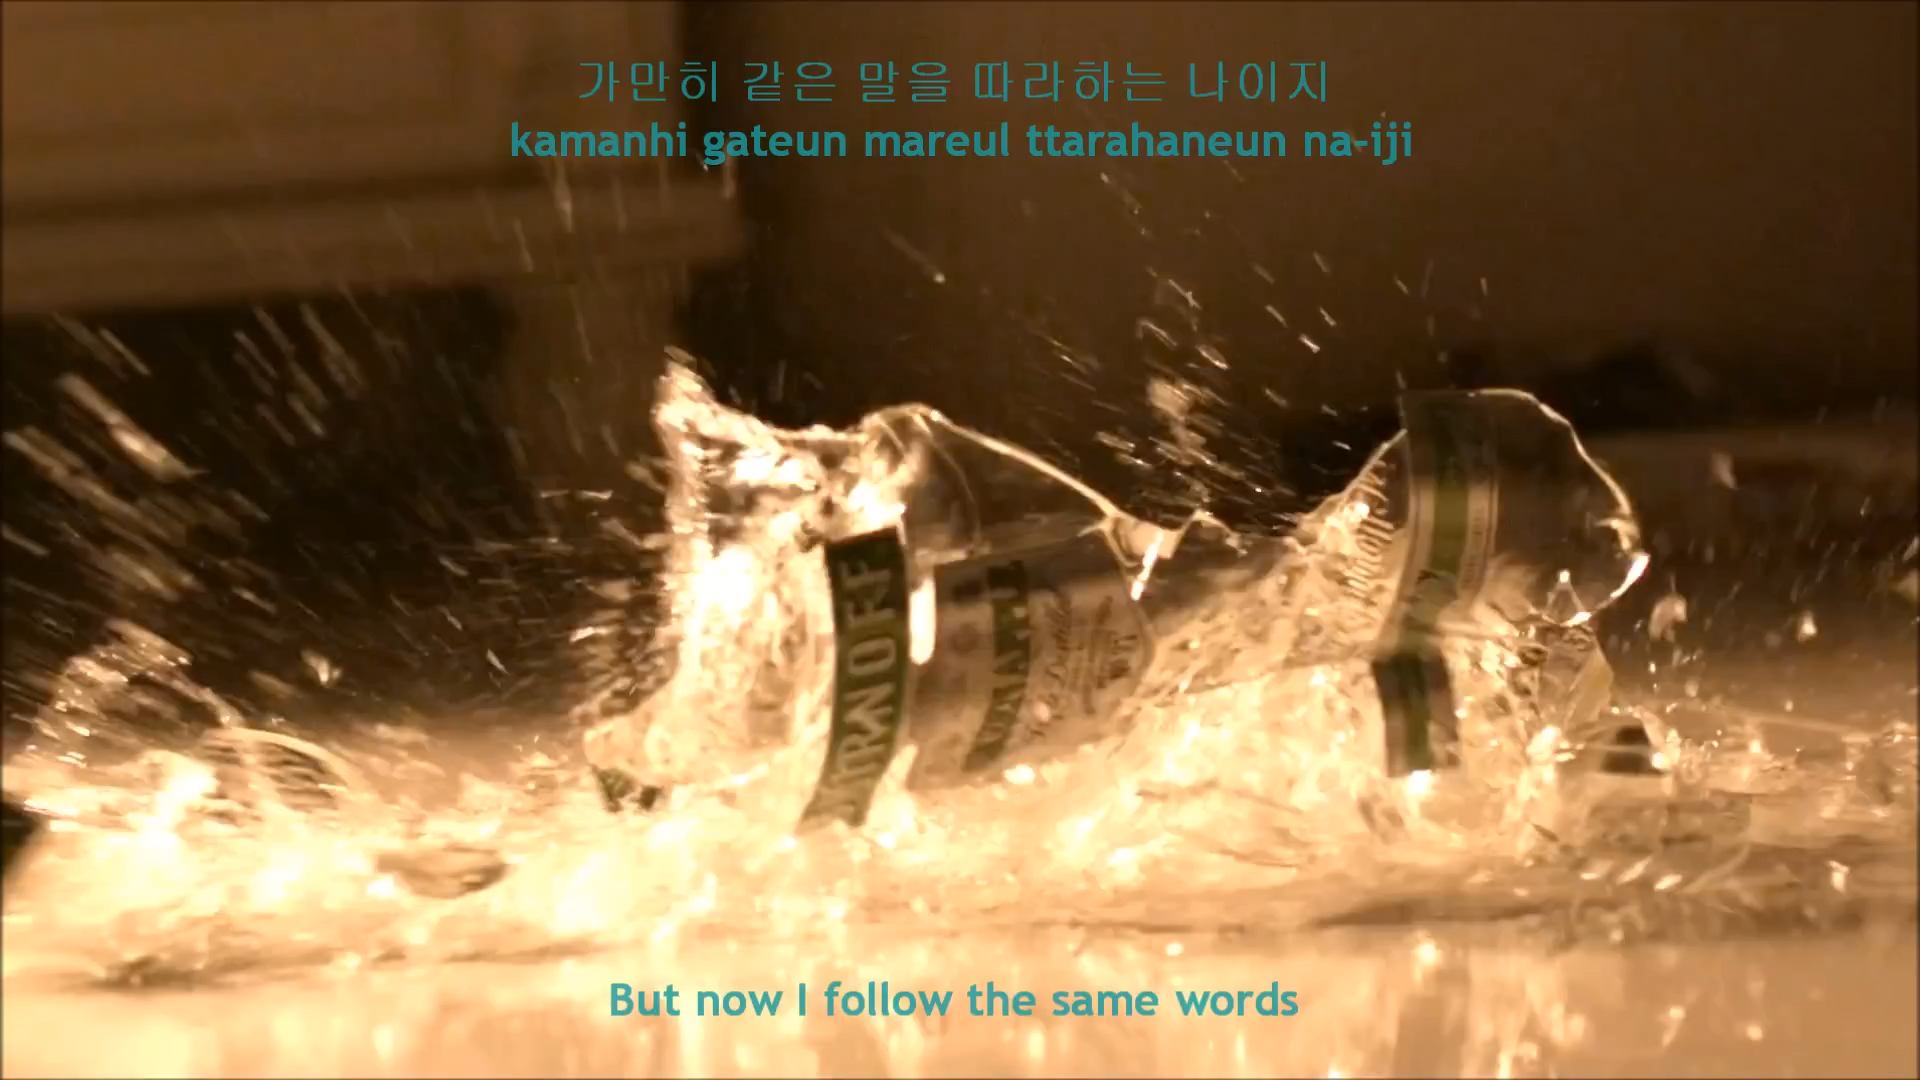 가만히 같은 말을 따라하는 나이지
kamanhi gateun mareul ttarahaneun na-iji
But now I follow the same words